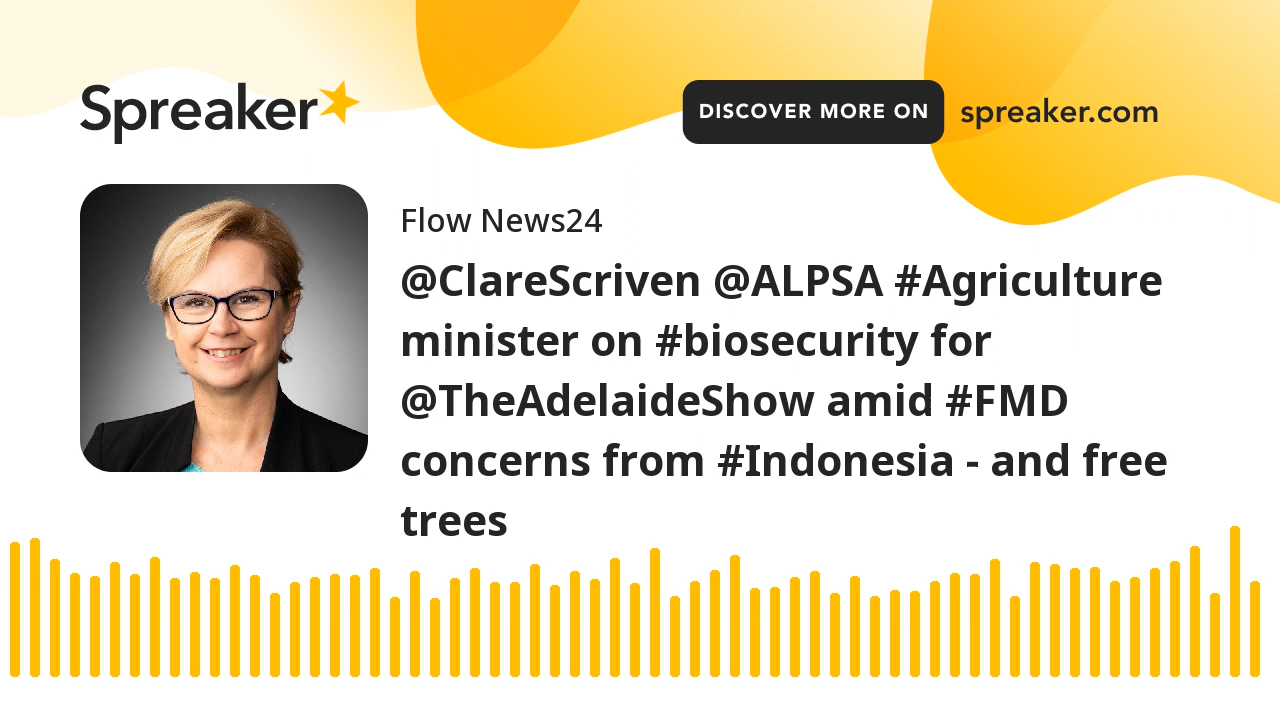 Spreaker
DISCOVER MORE ON spreaker.com
Flow News24
@ClareScriven @ALPSA #Agriculture
minister on #biosecurity for
@TheAdelaideShow amid #FMD
concerns from #Indonesia - and free
trees